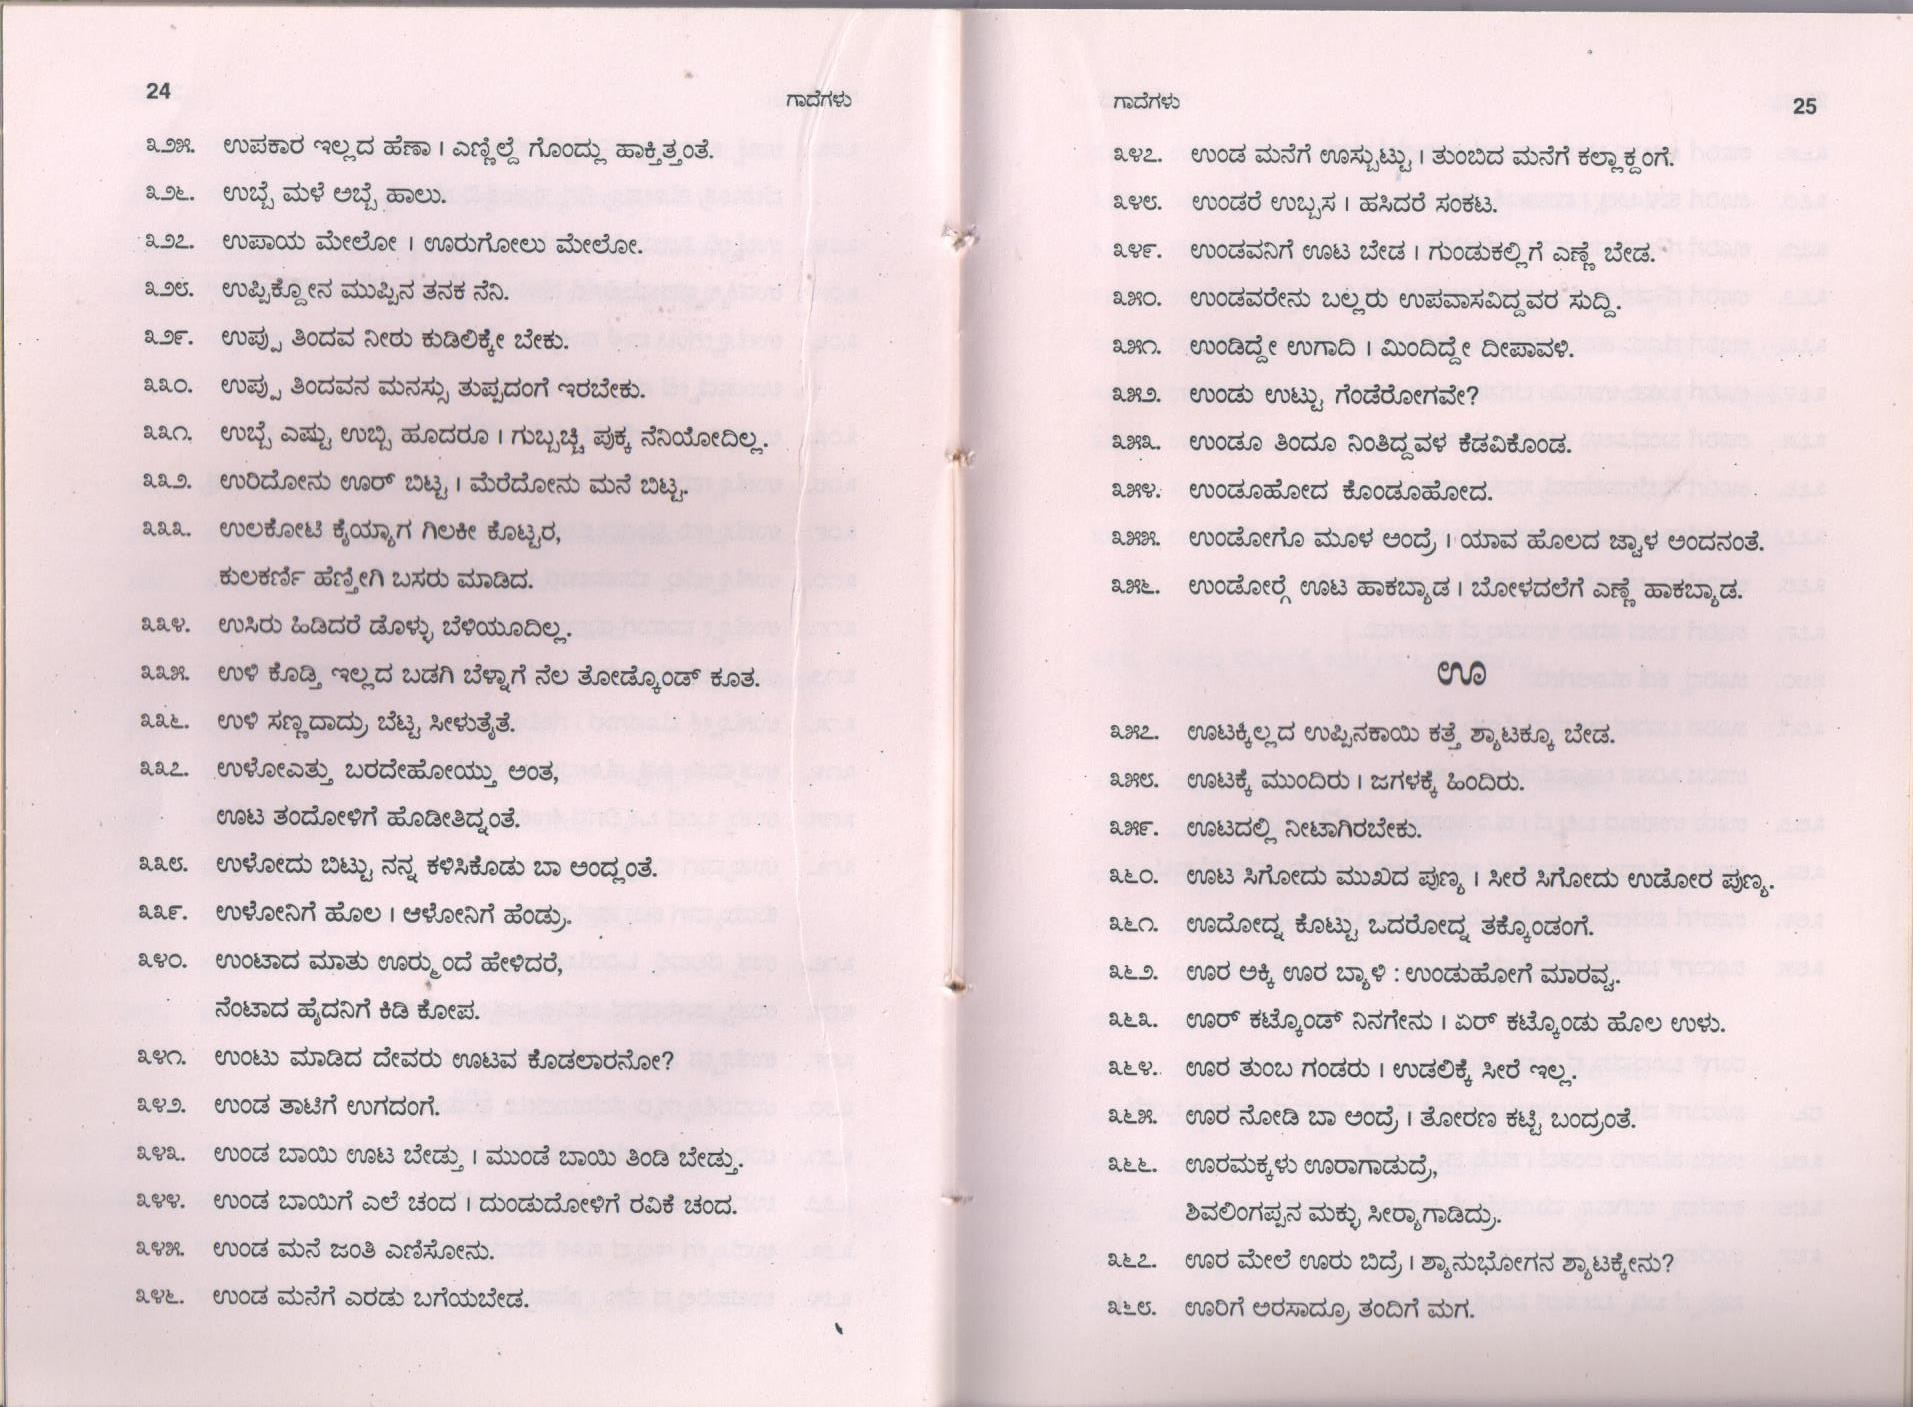 24
ಗಾದೆಗಳು
೩೨೫. ಉಪಕಾರ ಇಲ್ಲದ ಹೆಣಾ । ಎಣ್ಣಿಲ್ದೆ ಗೊಂದ್ಲು ಹಾಕ್ತಿತ್ತಂತೆ.
೩೨೬. ಉಬ್ಬೆ ಮಳೆ ಅಬ್ಬೆ ಹಾಲು.
೩೨೭. ಉಪಾಯ ಮೇಲೋ । ಊರುಗೋಲು ಮೇಲೋ.
೩೨೮. ಉಪ್ಪಿಕ್ದೋನ ಮುಪ್ಪಿನ ತನಕ ನೆನಿ.
೩೨೯. ಉಪ್ಪು ತಿಂದವ ನೀರು ಕುಡಿಲಿಕ್ಕೇ ಬೇಕು.
೩೩೦. ಉಪ್ಪು ತಿಂದವನ ಮನಸ್ಸು ತುಪ್ಪದಂಗೆ ಇರಬೇಕು.
೩೩೧. ಉಬ್ಬೆ ಎಷ್ಟು ಉಬ್ಬಿ ಹೂದರೂ । ಗುಬ್ಬಚ್ಚಿ ಪುಕ್ಕ ನೆನಿಯೋದಿಲ್ಲ.
೩೩೨. ಉರಿದೋನು ಊರ್ ಬಿಟ್ಟ । ಮೆರೆದೋನು ಮನೆ ಬಿಟ್ಟ.
೩೩೩. ಉಲಕೋಟಿ ಕೈಯ್ಯಾಗ ಗಿಲಕೀ ಕೊಟ್ಟರ,
ಕುಲಕರ್ಣಿ ಹೆಣ್ತೀಗಿ ಬಸರು ಮಾಡಿದ.
೩೩೪. ಉಸಿರು ಹಿಡಿದರೆ ಡೊಳ್ಳು ಬೆಳಿಯೂದಿಲ್ಲ.
೩೩೫. ಉಳಿ ಕೊಡ್ತಿ ಇಲ್ಲದ ಬಡಗಿ ಬೆಳ್ನಾಗೆ ನೆಲ ತೋಡ್ಕೊಂಡ್ ಕೂತ.
೩೩೬. ಉಳಿ ಸಣ್ಣದಾದ್ರು ಬೆಟ್ಟ ಸೀಳುತೈತೆ.
೩೩೭. ಉಳೋಎತ್ತು ಬರದೇಹೋಯ್ತು ಅಂತ,
ಊಟ ತಂದೋಳಿಗೆ ಹೊಡೀತಿದ್ನಂತೆ.
೩೩೮. ಉಳೋದು ಬಿಟ್ಟು ನನ್ನ ಕಳಿಸಿಕೊಡು ಬಾ ಅಂದ್ಲಂತೆ.
೩೩೯. ಉಳೋನಿಗೆ ಹೊಲ । ಆಳೋನಿಗೆ ಹೆಂಡ್ರು.
೩೪೦. ಉಂಟಾದ ಮಾತು ಊರ್ಮುಂದೆ ಹೇಳಿದರೆ,
ನೆಂಟಾದ ಹೈದನಿಗೆ ಕಿಡಿ ಕೋಪ.
೩೪೧. ಉಂಟು ಮಾಡಿದ ದೇವರು ಊಟವ ಕೊಡಲಾರನೋ?
೩೪೨. ಉಂಡ ತಾಟಿಗೆ ಉಗದಂಗೆ.
೩೪೩. ಉಂಡ ಬಾಯಿ ಊಟ ಬೇಡ್ತು । ಮುಂಡೆ ಬಾಯಿ ತಿಂಡಿ ಬೇಡ್ತು.
೩೪೪. ಉಂಡ ಬಾಯಿಗೆ ಎಲೆ ಚಂದ । ದುಂಡುದೋಳಿಗೆ ರವಿಕೆ ಚಂದ.
೩೪೫. ಉಂಡ ಮನೆ ಜಂತಿ ಎಣಿಸೋನು.
೩೪೬. ಉಂಡ ಮನೆಗೆ ಎರಡು ಬಗೆಯಬೇಡ.
ಗಾದೆಗಳು
25
೩೪೭. ಉಂಡ ಮನೆಗೆ ಊಸ್ಬುಟ್ಟು । ತುಂಬಿದ ಮನೆಗೆ ಕಲ್ಲಾಕ್ದಂಗೆ.
೩೪೮. ಉಂಡರೆ ಉಬ್ಬಸ । ಹಸಿದರೆ ಸಂಕಟ.
೩೪೯. ಉಂಡವನಿಗೆ ಊಟ ಬೇಡ । ಗುಂಡುಕಲ್ಲಿಗೆ ಎಣ್ಣೆ ಬೇಡ.
೩೫೦. ಉಂಡವರೇನು ಬಲ್ಲರು ಉಪವಾಸವಿದ್ದವರ ಸುದ್ದಿ.
೩೫೧. ಉಂಡಿದ್ದೇ ಉಗಾದಿ । ಮಿಂದಿದ್ದೇ ದೀಪಾವಳಿ.
೩೫೨. ಉಂಡು ಉಟ್ಟು ಗೆಂಡೆರೋಗವೇ?
೩೫೩. ಉಂಡೂ ತಿಂದೂ ನಿಂತಿದ್ದವಳ ಕೆಡವಿಕೊಂಡ.
೩೫೪. ಉಂಡೂಹೋದ ಕೊಂಡೂಹೋದ.
೩೫೫. ಉಂಡೋಗೊ ಮೂಳ ಅಂದ್ರೆ । ಯಾವ ಹೊಲದ ಜ್ವಾಳ ಅಂದನಂತೆ.
೩೫೬. ಉಂಡೋರ‍್ಗೆ ಊಟ ಹಾಕಬ್ಯಾಡ । ಬೋಳದಲೆಗೆ ಎಣ್ಣೆ ಹಾಕಬ್ಯಾಡ.
ಊ
೩೫೭. ಊಟಕ್ಕಿಲ್ಲದ ಉಪ್ಪಿನಕಾಯಿ ಕತ್ತೆ ಶ್ಯಾಟಕ್ಕೂ ಬೇಡ.
೩೫೮. ಊಟಕ್ಕೆ ಮುಂದಿರು । ಜಗಳಕ್ಕೆ ಹಿಂದಿರು.
೩೫೯. ಊಟದಲ್ಲಿ ನೀಟಾಗಿರಬೇಕು.
೩೬೦. ಊಟ ಸಿಗೋದು ಮುಖಿದ ಪುಣ್ಯ । ಸೀರೆ ಸಿಗೋದು ಉಡೋರ ಪುಣ್ಯ.
೩೬೧. ಊದೋದ್ನ ಕೊಟ್ಟು ಒದರೋದ್ನ ತಕ್ಕೊಂಡಂಗೆ.
೩೬೨. ಊರ ಅಕ್ಕಿ ಊರ ಬ್ಯಾಳಿ : ಉಂಡುಹೋಗೆ ಮಾರವ್ವ.
೩೬೩. ಊರ್ ಕಟ್ಕೊಂಡ್ ನಿನಗೇನು । ಏರ್ ಕಟ್ಕೊಂಡು ಹೊಲ ಉಳು.
೩೬೪. ಊರ ತುಂಬ ಗಂಡರು । ಉಡಲಿಕ್ಕೆ ಸೀರೆ ಇಲ್ಲ.
೩೬೫. ಊರ ನೋಡಿ ಬಾ ಅಂದ್ರೆ । ತೋರಣ ಕಟ್ಟಿ ಬಂದ್ರಂತೆ.
೩೬೬. ಊರಮಕ್ಕಳು ಊರಾಗಾಡುದ್ರೆ,
ಶಿವಲಿಂಗಪ್ಪನ ಮಕ್ಳು ಸೀರ‍್ಯಾಗಾಡಿದ್ರು.
೩೬೭. ಊರ ಮೇಲೆ ಊರು ಬಿದ್ರೆ । ಶ್ಯಾನುಭೋಗನ ಶ್ಯಾಟಕ್ಕೇನು?
೩೬೮. ಊರಿಗೆ ಅರಸಾದ್ರೂ ತಂದಿಗೆ ಮಗ.